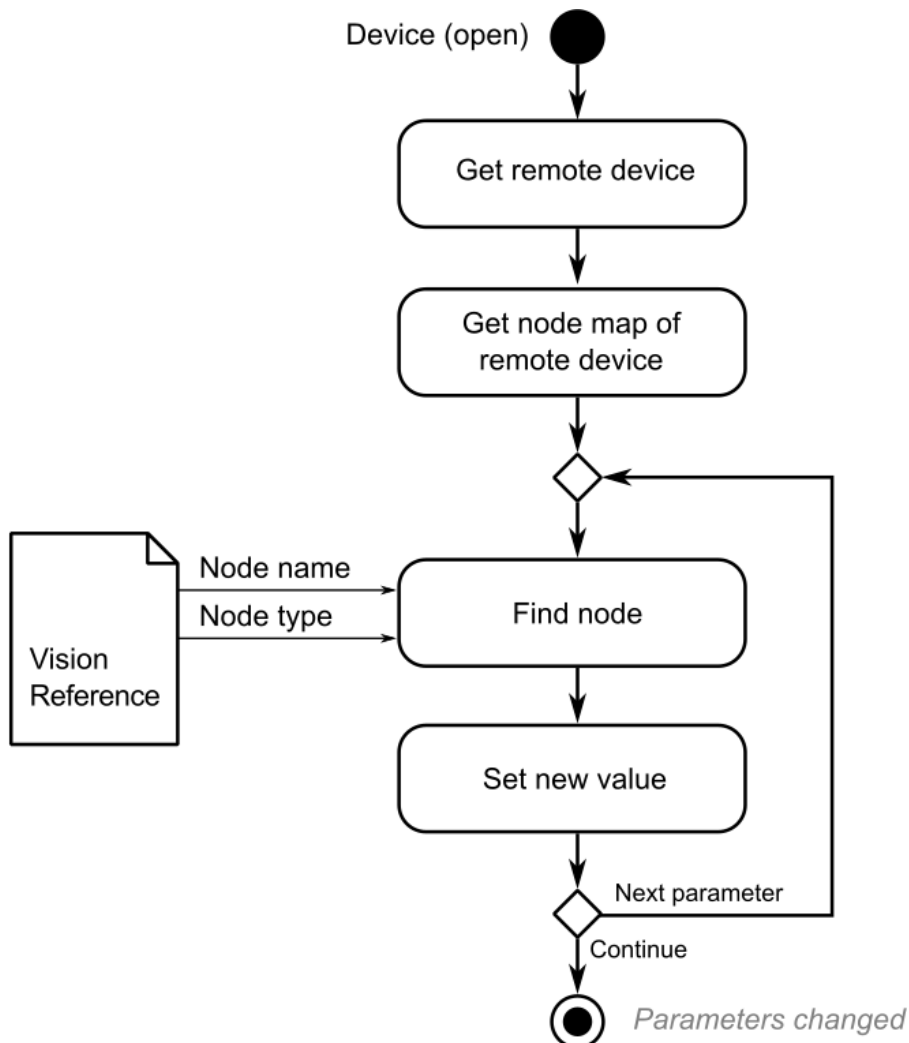 Device (open)
Get remote device
Get node map of
remote device
Node name
Node type
Find node
Vision
Reference
Set new value
Next parameter
Continue
Parameters changed